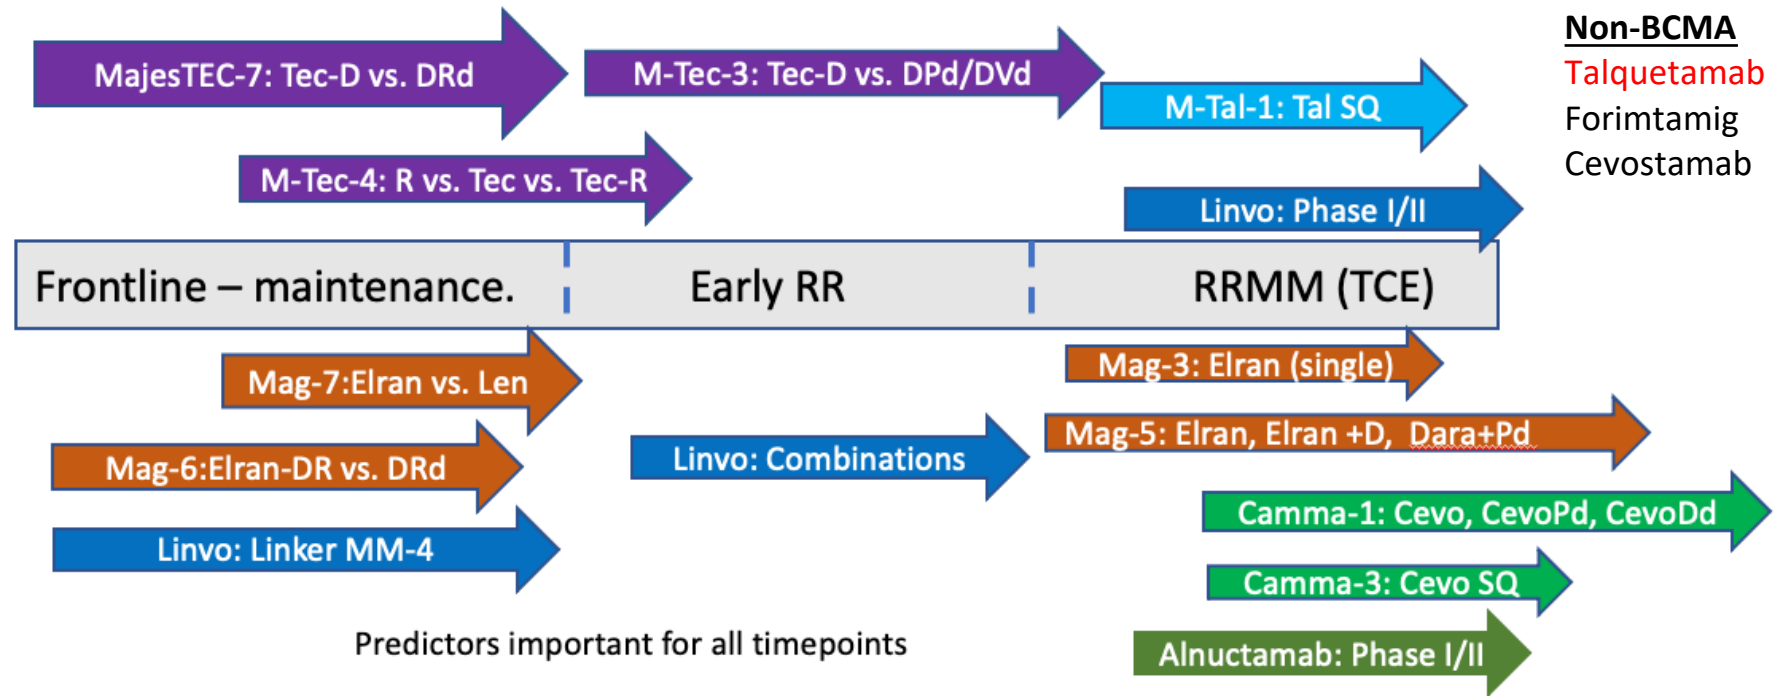 MajesTEC-7: Tec-D vs. DRd
M-Tec-3: Tec-D vs. DPd/DVd
M-Tal-1: Tal SQ
Non-BCMA
Talquetamab
Forimtamig
Cevostamab
M-Tec-4: R vs. Tec vs. Tec-R
Linvo: Phase I/II
Frontline – maintenance.
Early RR
RRMM (TCE)
Mag-7:Elran vs. Len
Mag-3: Elran (single)
Mag-6:Elran-DR vs. DRd
Linvo: Combinations
Mag-5: Elran, Elran +D, Dara+Pd
Linvo: Linker MM-4
Camma-1: Cevo, CevoPd, CevoDd
Camma-3: Cevo SQ
Predictors important for all timepoints
Alnuctamab: Phase I/II